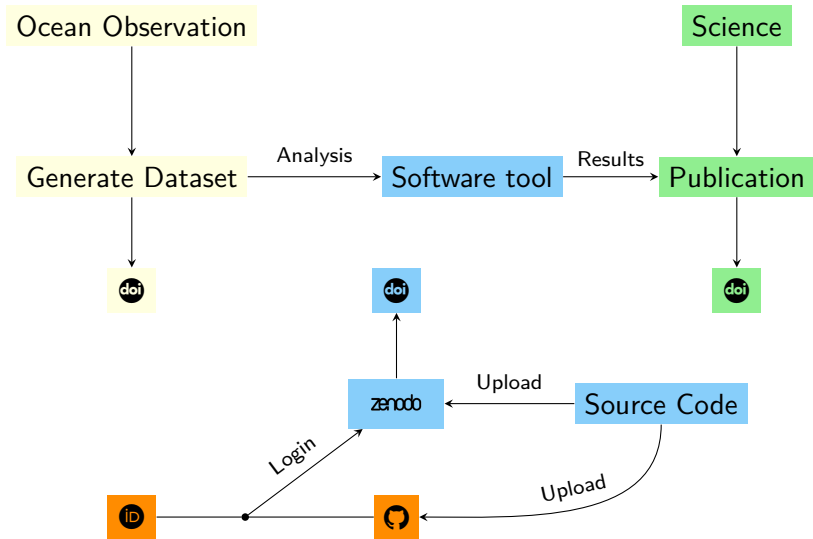 Ocean Observation
Science
Analysis
Results
Generate Dataset
Software tool
Publication
doi
doi
doi
Upload
zenodo
Source Code
Login
Upload
iD